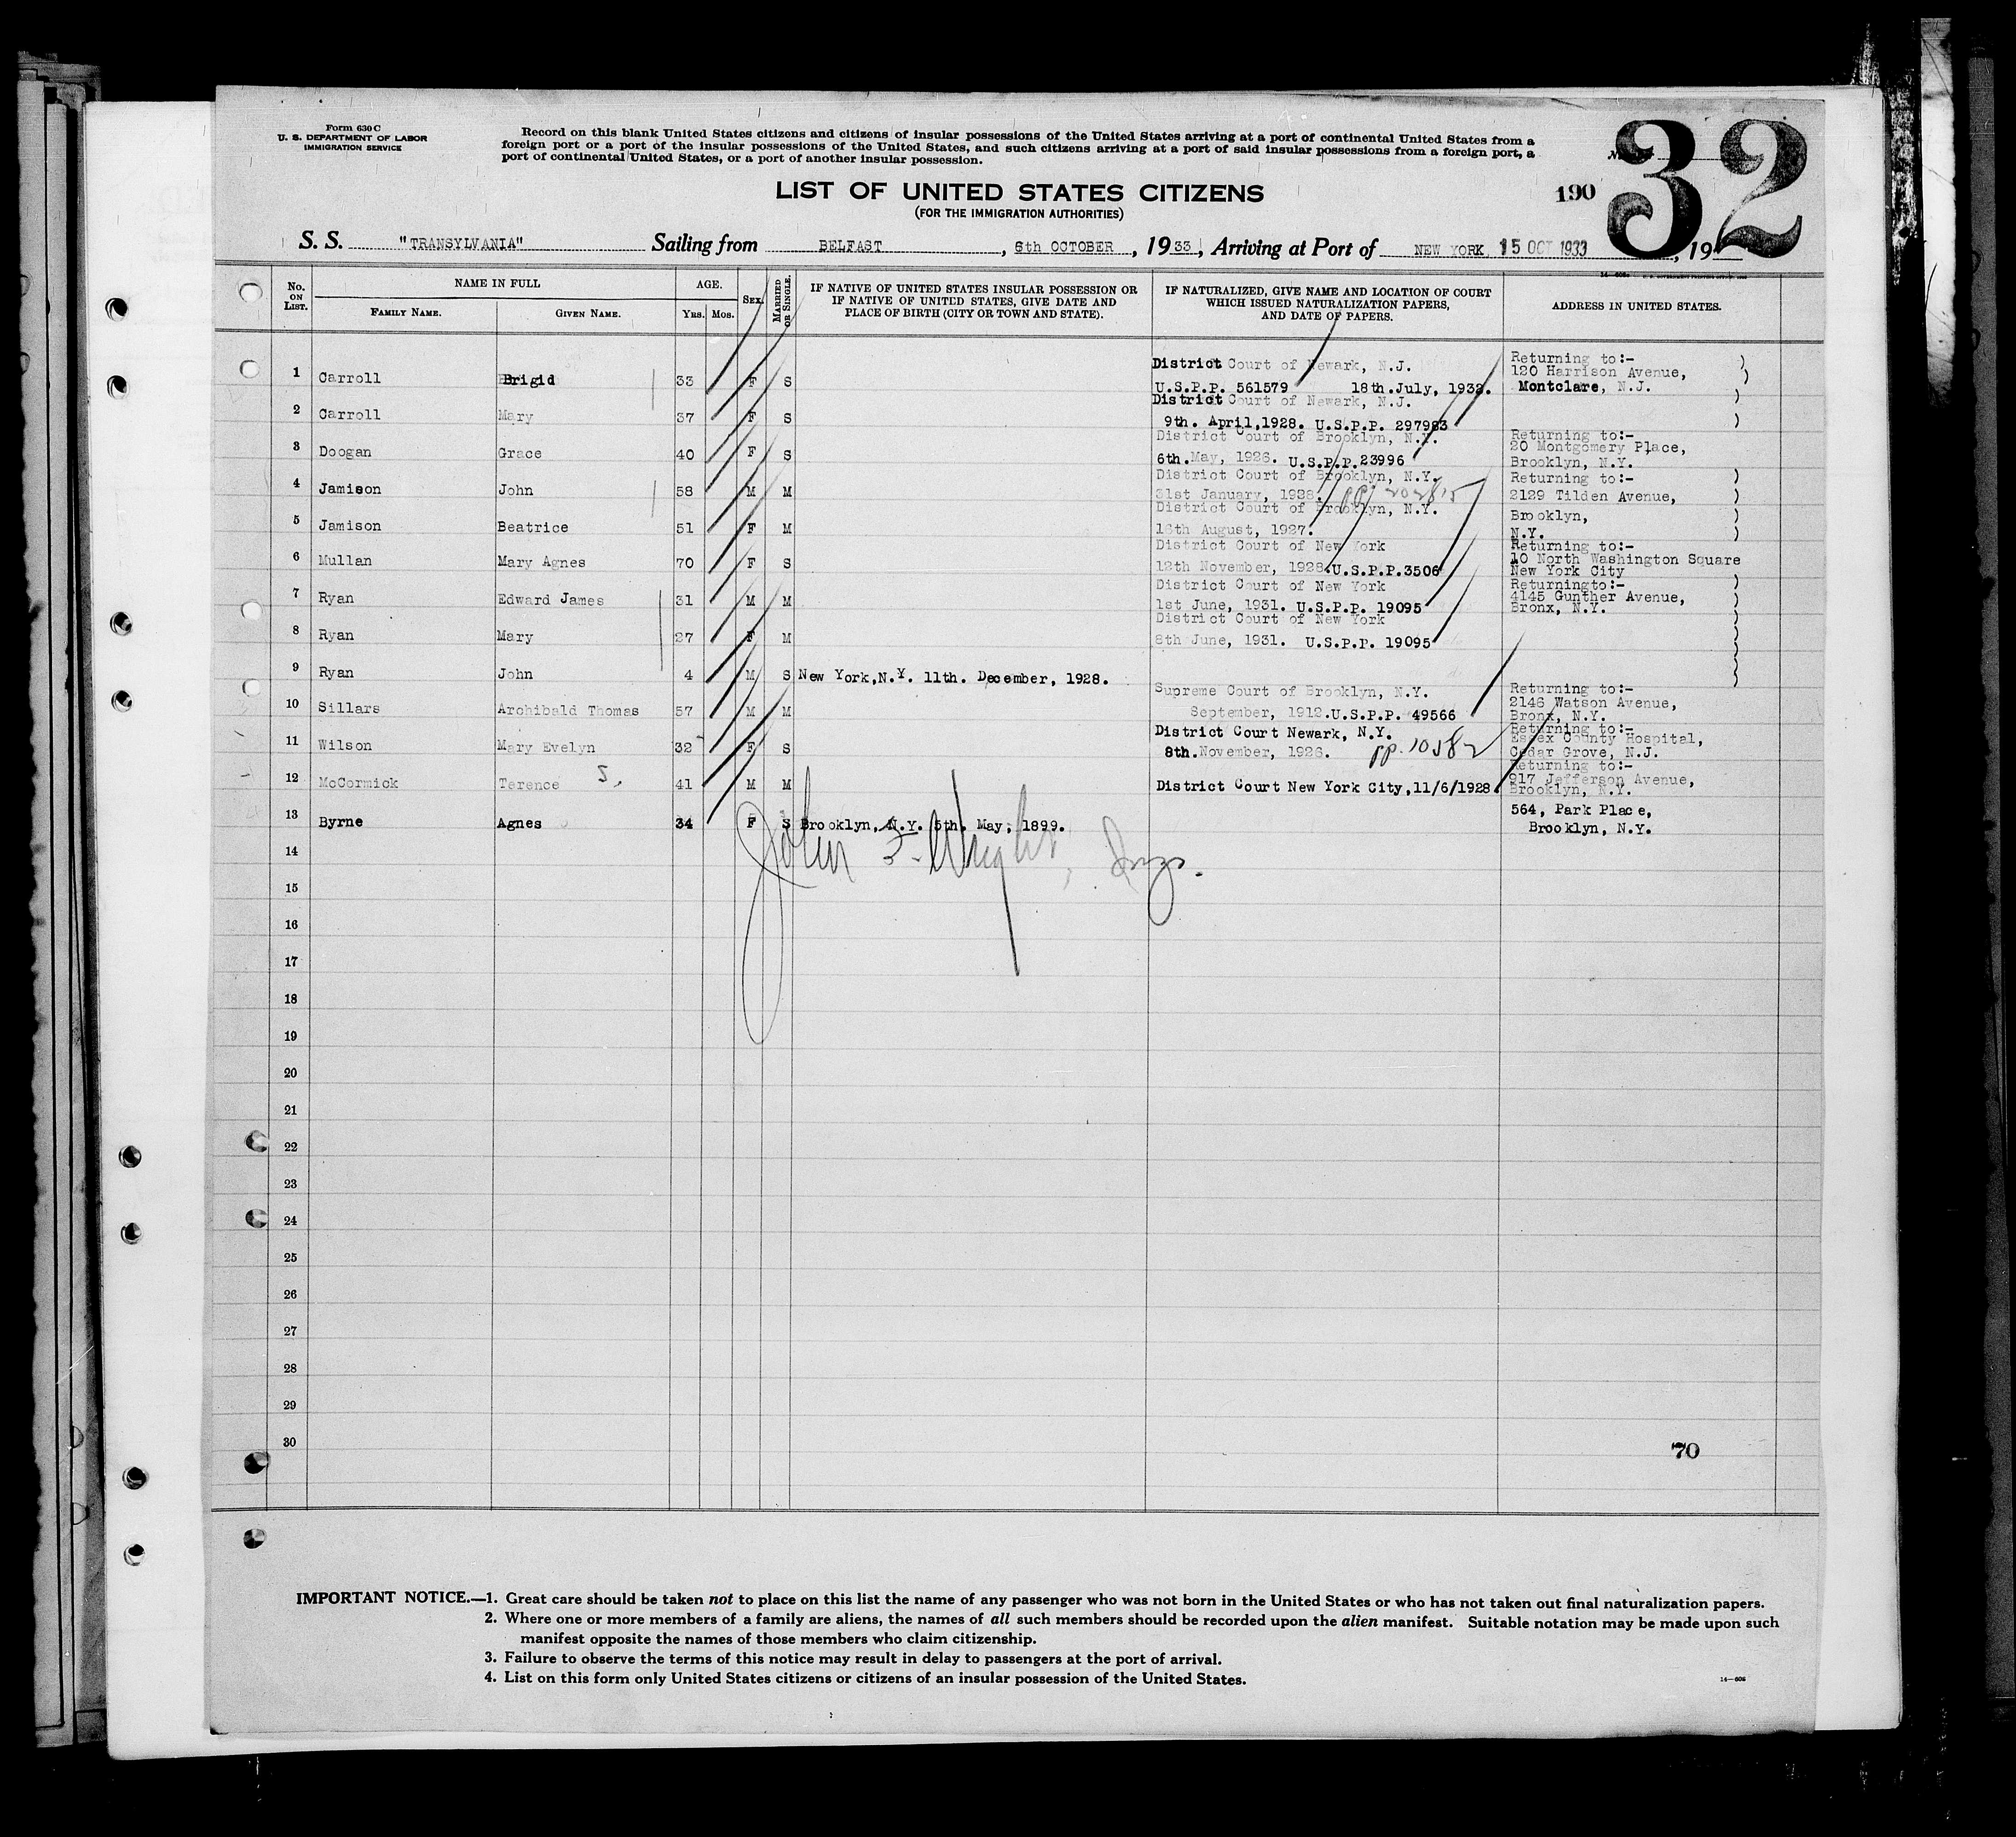 Form 630 C
U. S. DEPARTMENT OF LABOR
IMMIGRATION SERVICE
Record on this blank United States citizens and citizens of insular possessions of the United States arriving at a port of continental United States from a
foreign port or a port of the insular possessions of the United States, and such citizens arriving at a port of said insular possessions from a foreign port, a
port of continental United States, or a port of another insular possession.
32
LIST OF UNITED STATES CITIZENS
(FOR THE IMMIGRATION AUTHORITIES)
190
S. S. "TRANSYLVANIA" Sailing from BELFAST, 6th OCTOBER, 1933, Arriving at Port of NEW YORK, 15 OCT 1933, 19
No. ON LIST.
NAME IN FULL
FAMILY NAME.
GIVEN NAME.
AGE.
YRS. MOS.
SEX.
MARRIED OR SINGLE.
IF NATIVE OF UNITED STATES INSULAR POSSESSION OR
IF NATIVE OF UNITED STATES, GIVE DATE AND
PLACE OF BIRTH (CITY OR TOWN AND STATE).
IF NATURALIZED, GIVE NAME AND LOCATION OF COURT
WHICH ISSUED NATURALIZATION PAPERS,
AND DATE OF PAPERS.
ADDRESS IN UNITED STATES.
1 Carroll Brigid 33 F S District Court of Newark, N.J. Returning to:-
U.S.P.P. 561579 18th.July, 1932. 120 Harrison Avenue,
Montclare, N.J.
2 Carroll Mary 37 F S District Court of Newark, N.J.
9th. April,1928. U.S.P.P. 297983
3 Doogan Grace 40 F S District Court of Brooklyn, N.Y. Returning to:-
6th.May, 1926. U.S.P.P.23996 20 Montgomery Place,
Brooklyn, N.Y.
4 Jamison John 58 M M District Court of Brooklyn, N.Y. Returning to:-
31st January, 1938. 2129 Tilden Avenue,
5 Jamison Beatrice 51 F M District Court of Brooklyn, N.Y. Brooklyn,
16th August, 1927. N.Y.
6 Mullan Mary Agnes 70 F S District Court of New York Returning to:-
12th November, 1928.U.S.P.P.3506 10 North Washington Square
New York City
7 Ryan Edward James 31 M M District Court of New York Returningto:-
1st June, 1931. U.S.P.P. 19095 4145 Gunther Avenue,
Bronx, N.Y.
8 Ryan Mary 27 F M District Court of New York
8th June, 1931. U.S.P.P. 19095
9 Ryan John 4 M S New York,N.Y. 11th. December, 1928.
10 Sillars Archibald Thomas 57 M M Supreme Court of Brooklyn, N.Y. Returning to:-
September, 1912.U.S.P.P. 49566 2146 Watson Avenue,
Bronx, N.Y.
11 Wilson Mary Evelyn 32 F S District Court Newark, N.Y. Returning to:-
8th.November, 1926. pp. 10582 Essex County Hospital,
Cedar Grove, N.J.
12 McCormick Terence J. 41 M M District Court New York City,11/6/1928 Returning to:-
917 Jefferson Avenue,
Brooklyn, N.Y.
13 Byrne Agnes 34 F S Brooklyn, N.Y. 5th. May, 1899. 564, Park Place,
Brooklyn, N.Y.
John J. Wright, Insp.
14
15
16
17
18
19
20
21
22
23
24
25
26
27
28
29
30
70
IMPORTANT NOTICE.—1. Great care should be taken not to place on this list the name of any passenger who was not born in the United States or who has not taken out final naturalization papers.
2. Where one or more members of a family are aliens, the names of all such members should be recorded upon the alien manifest. Suitable notation may be made upon such
manifest opposite the names of those members who claim citizenship.
3. Failure to observe the terms of this notice may result in delay to passengers at the port of arrival.
4. List on this form only United States citizens or citizens of an insular possession of the United States.
14—606